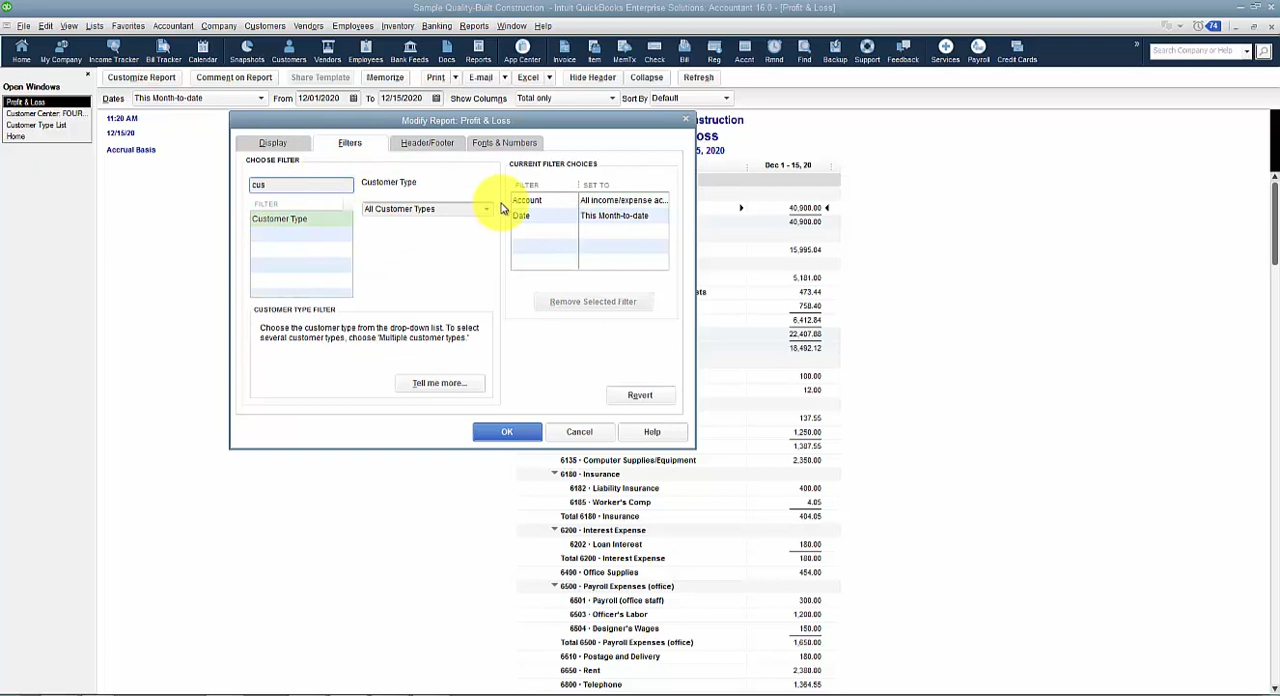 Sample Quality-Built Construction - Intuit QuickBooks Enterprise Solutions, Accountant 16.0 - [Profit & Loss]
File Edit View Lists Favorites Accountant Company Customers Vendors Employees Inventory Banking Reports Window Help
74
Home My Company Income Tracker Bill Tracker Calendar Snapshots Customers Vendors Employees Bank Feeds Docs Reports App Center Invoice Item MemTx Check Bill Reg Accnt Rmnd Find Backup Support Feedback Services Payroll Credit Cards
Search Company or Help
Open Windows
Customize Report Comment on Report Share Template Memorize Print E-mail Excel Hide Header Collapse Refresh
Profit & Loss
Customer Center: FOUR...
Customer Type List
Home
Dates This Month-to-date From 12/01/2020 To 12/15/2020 Show Columns Total only Sort By Default
11:20 AM
12/15/20
Accrual Basis
nstruction
oss
5, 2020
Dec 1 - 15, 20
Modify Report: Profit & Loss
Display Filters Header/Footer Fonts & Numbers
CHOOSE FILTER
cus
FILTER
Customer Type
Customer Type
All Customer Types
CUSTOMER TYPE FILTER
Choose the customer type from the drop-down list. To select
several customer types, choose 'Multiple customer types.'
Tell me more...
CURRENT FILTER CHOICES
FILTER SET TO
Account All income/expense ac...
Date This Month-to-date
Remove Selected Filter
Revert
OK Cancel Help
40,900.00
40,900.00
15,995.04
5,181.00
ets 473.44
758.40
6,412.84
22,407.88
18,492.12
100.00
12.00
137.55
1,250.00
1,387.55
6135 · Computer Supplies/Equipment 2,350.00
6180 · Insurance
6182 · Liability Insurance 400.00
6185 · Worker's Comp 4.05
Total 6180 · Insurance 404.05
6200 · Interest Expense
6202 · Loan Interest 180.00
Total 6200 · Interest Expense 180.00
6490 · Office Supplies 454.00
6500 · Payroll Expenses (office)
6501 · Payroll (office staff) 300.00
6503 · Officer's Labor 1,200.00
6504 · Designer's Wages 150.00
Total 6500 · Payroll Expenses (office) 1,650.00
6610 · Postage and Delivery 180.00
6650 · Rent 2,380.00
6800 · Telephone 1,364.55